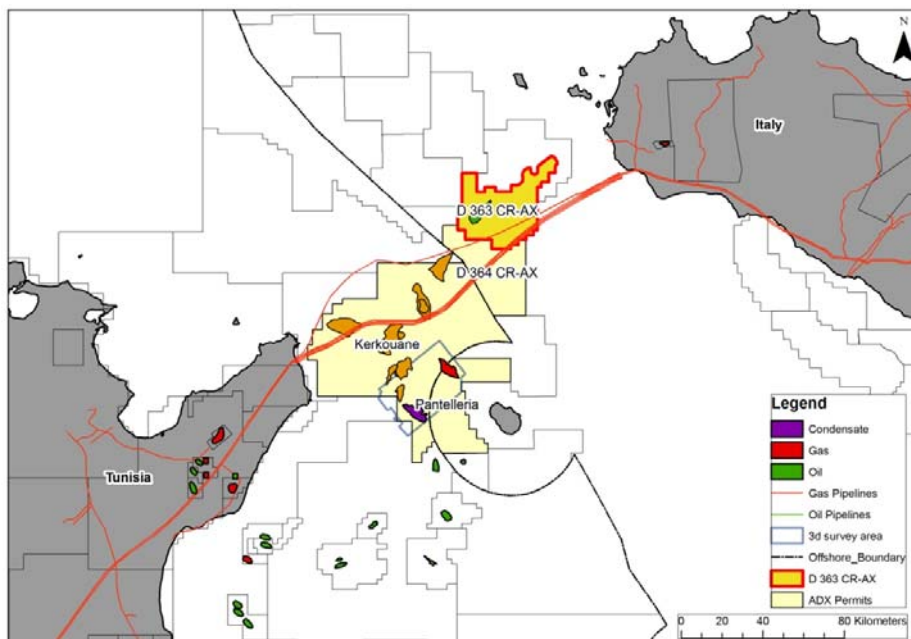 N
Italy
D 363 CR-AX
D 364 CR-AX
Kerkouane
Pantelleria
Tunisia
Legend
Condensate
Gas
Oil
Gas Pipelines
Oil Pipelines
3d survey area
Offshore_Boundary
D 363 CR-AX
ADX Permits
0 20 40 80 Kilometers